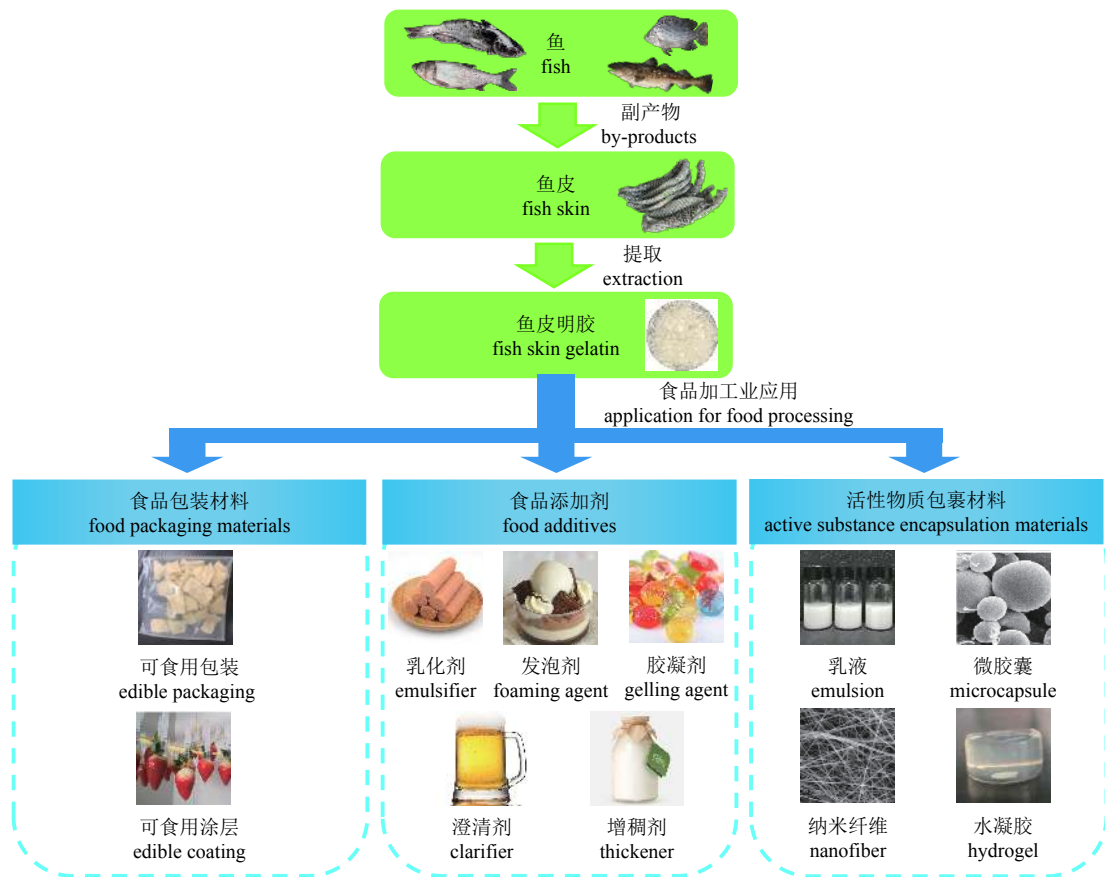 鱼
fish
副产物
by-products
鱼皮
fish skin
提取
extraction
鱼皮明胶
fish skin gelatin
食品加工业应用
application for food processing
食品包装材料
food packaging materials
可食用包装
edible packaging
可食用涂层
edible coating
食品添加剂
food additives
乳化剂
emulsifier
发泡剂
foaming agent
胶凝剂
gelling agent
澄清剂
clarifier
增稠剂
thickener
活性物质包裹材料
active substance encapsulation materials
乳液
emulsion
微胶囊
microcapsule
纳米纤维
nanofiber
水凝胶
hydrogel